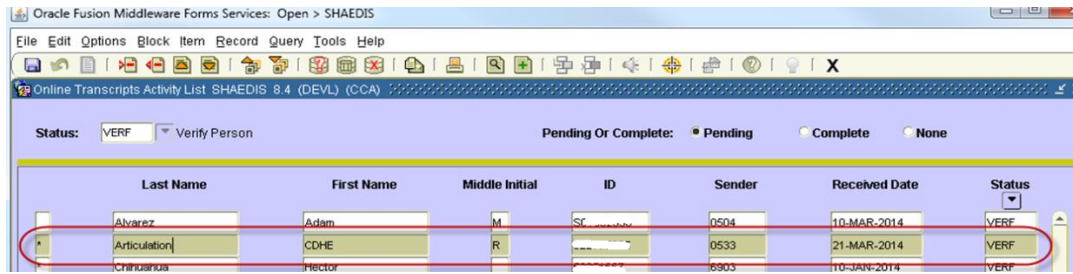 Oracle Fusion Middleware Forms Services: Open > SHAEDIS
File Edit Options Block Item Record Query Tools Help
Online Transcripts Activity List SHAEDIS 8.4 (DEVL) (CCA)
Status: VERF Verify Person Pending Or Complete: Pending Complete None
Last Name First Name Middle Initial ID Sender Received Date Status
Alvarez Adam M 0504 10-MAR-2014 VERF
* Articulation CDHE R 0533 21-MAR-2014 VERF
Chihuahua Hector 6903 10-JAN-2014 VERF